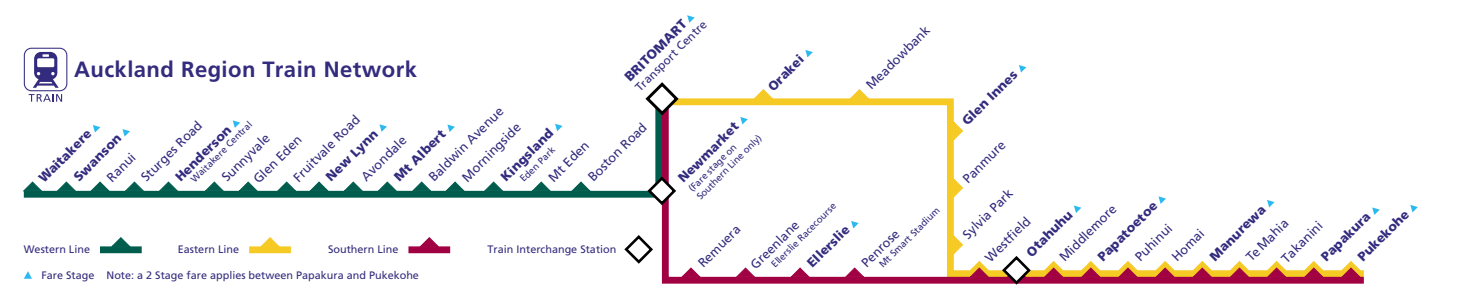 Auckland Region Train Network
TRAIN
Waitakere
Swanson
Ranui
Sturges Road
Henderson
Waitakere Central
Sunnyvale
Glen Eden
Fruitvale Road
New Lynn
Avondale
Mt Albert
Baldwin Avenue
Morningside
Kingsland
Eden Park
Mt Eden
Boston Road
BRITOMART
Transport Centre
Newmarket
(Fare stage on
Southern Line only)
Orakei
Meadowbank
Glen Innes
Panmure
Sylvia Park
Remuera
Greenlane
Ellerslie Racecourse
Ellerslie
Penrose
Mt Smart Stadium
Westfield
Otahuhu
Middlemore
Papatoetoe
Puhinui
Homai
Manurewa
Te Mahia
Takanini
Papakura
Pukekohe
Western Line
Eastern Line
Southern Line
Train Interchange Station
Fare Stage Note: a 2 Stage fare applies between Papakura and Pukekohe